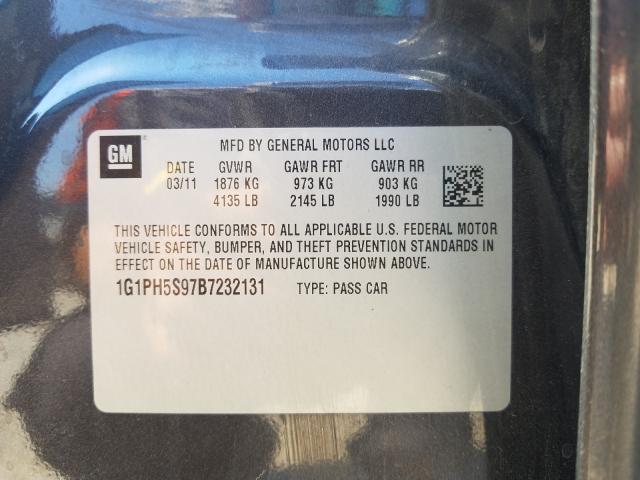 GM
MFD BY GENERAL MOTORS LLC
DATE GVWR GAWR FRT GAWR RR
03/11 1876 KG 973 KG 903 KG
4135 LB 2145 LB 1990 LB
THIS VEHICLE CONFORMS TO ALL APPLICABLE U.S. FEDERAL MOTOR
VEHICLE SAFETY, BUMPER, AND THEFT PREVENTION STANDARDS IN
EFFECT ON THE DATE OF MANUFACTURE SHOWN ABOVE.
1G1PH5S97B7232131 TYPE: PASS CAR